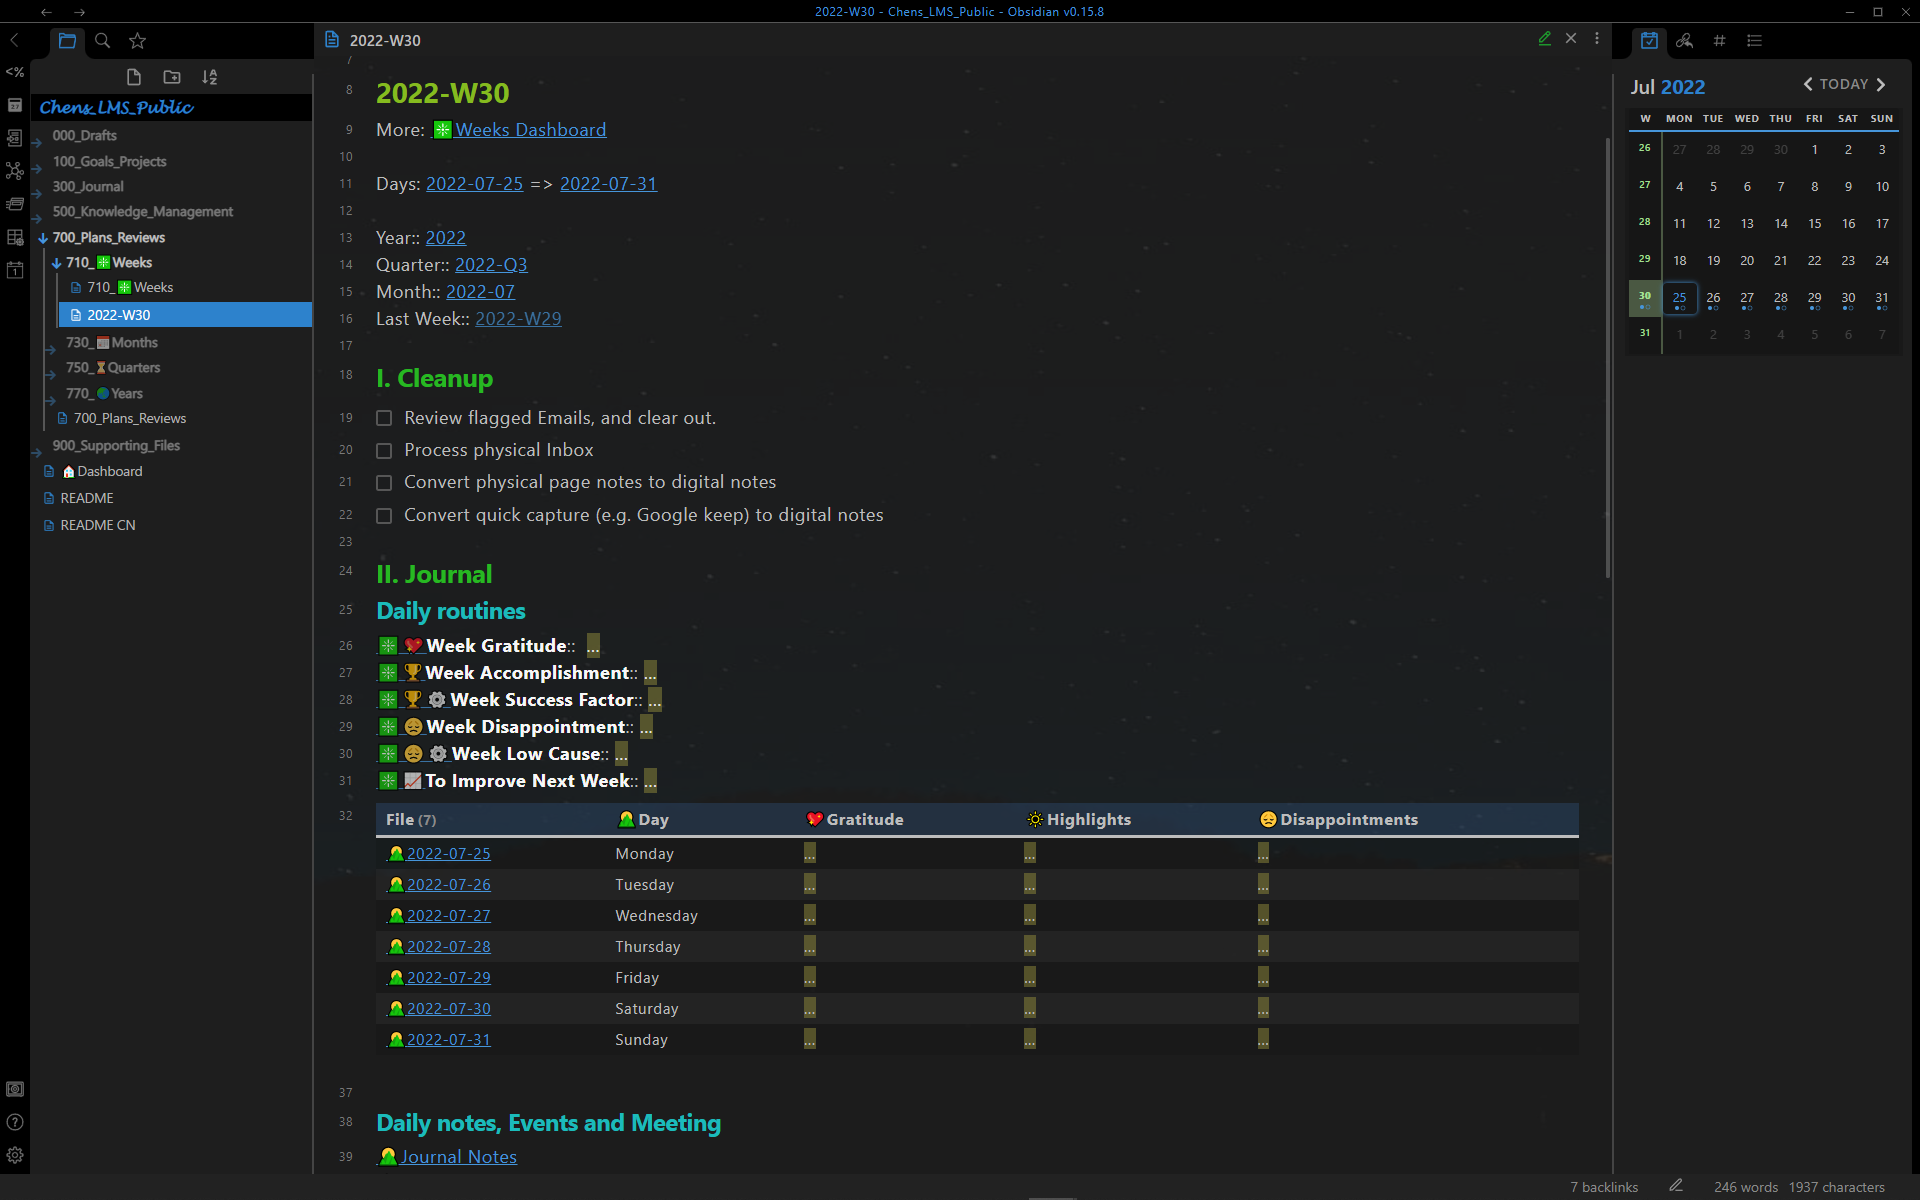 2022-W30 - Chens_LMS_Public - Obsidian v0.15.8
Chens_LMS_Public
000_Drafts
100_Goals_Projects
300_Journal
500_Knowledge_Management
700_Plans_Reviews
710_Weeks
710_Weeks
2022-W30
730_Months
750_Quarters
770_Years
700_Plans_Reviews
900_Supporting_Files
Dashboard
README
README CN
2022-W30
7
8 2022-W30
9 More: Weeks Dashboard
10
11 Days: 2022-07-25 => 2022-07-31
12
13 Year:: 2022
14 Quarter:: 2022-Q3
15 Month:: 2022-07
16 Last Week:: 2022-W29
17
18 I. Cleanup
19 Review flagged Emails, and clear out.
20 Process physical Inbox
21 Convert physical page notes to digital notes
22 Convert quick capture (e.g. Google keep) to digital notes
23
24 II. Journal
25 Daily routines
26 Week Gratitude:: ...
27 Week Accomplishment:: ...
28 Week Success Factor:: ...
29 Week Disappointment:: ...
30 Week Low Cause:: ...
31 To Improve Next Week:: ...
32 File (7) Day Gratitude Highlights Disappointments
2022-07-25 Monday ... ... ...
2022-07-26 Tuesday ... ... ...
2022-07-27 Wednesday ... ... ...
2022-07-28 Thursday ... ... ...
2022-07-29 Friday ... ... ...
2022-07-30 Saturday ... ... ...
2022-07-31 Sunday ... ... ...
37
38 Daily notes, Events and Meeting
39 Journal Notes
Jul 2022 TODAY
W MON TUE WED THU FRI SAT SUN
26 27 28 29 30 1 2 3
27 4 5 6 7 8 9 10
28 11 12 13 14 15 16 17
29 18 19 20 21 22 23 24
30 25 26 27 28 29 30 31
31 1 2 3 4 5 6 7
7 backlinks 246 words 1937 characters